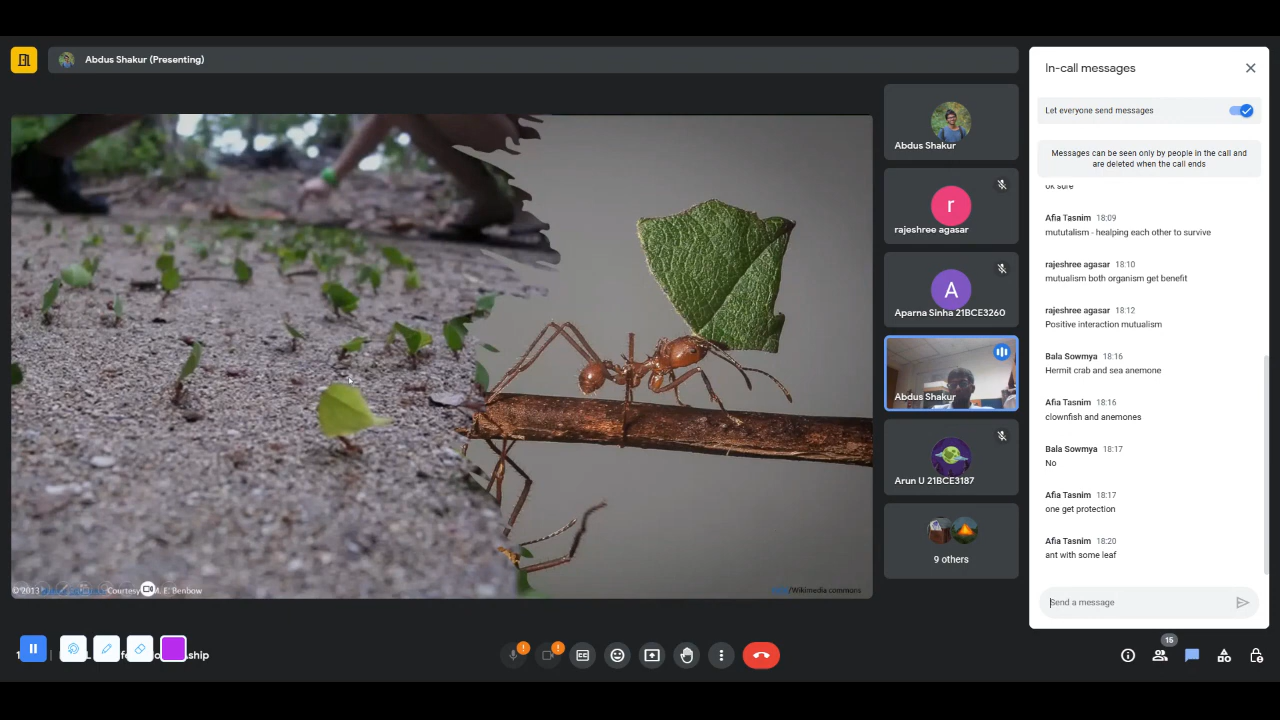 Abdus Shakur (Presenting)
©2013
Courtesy
M. E. Benbow
/Wikimedia commons
Abdus Shakur
r
rajeshree agasar
A
Aparna Sinha 21BCE3260
Abdus Shakur
Arun U 21BCE3187
9 others
In-call messages
Let everyone send messages
Messages can be seen only by people in the call and
are deleted when the call ends
ok sure
Afia Tasnim 18:09
mututalism - healping each other to survive
rajeshree agasar 18:10
mutualism both organism get benefit
rajeshree agasar 18:12
Positive interaction mutualism
Bala Sowmya 18:16
Hermit crab and sea anemone
Afia Tasnim 18:16
clownfish and anemones
Bala Sowmya 18:17
No
Afia Tasnim 18:17
one get protection
Afia Tasnim 18:20
ant with some leaf
Send a message
16